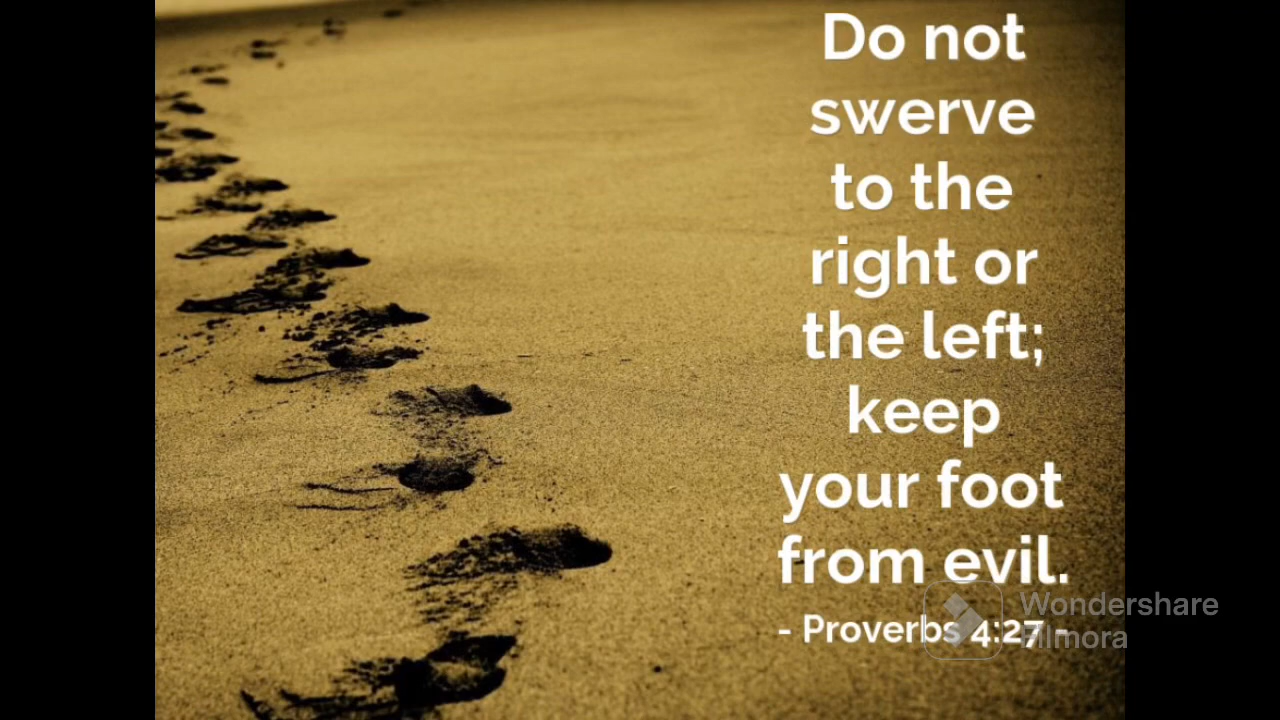 Do not
swerve
to the
right or
the left;
keep
your foot
from evil.
- Proverbs 4:27 -
Wondershare
Filmora